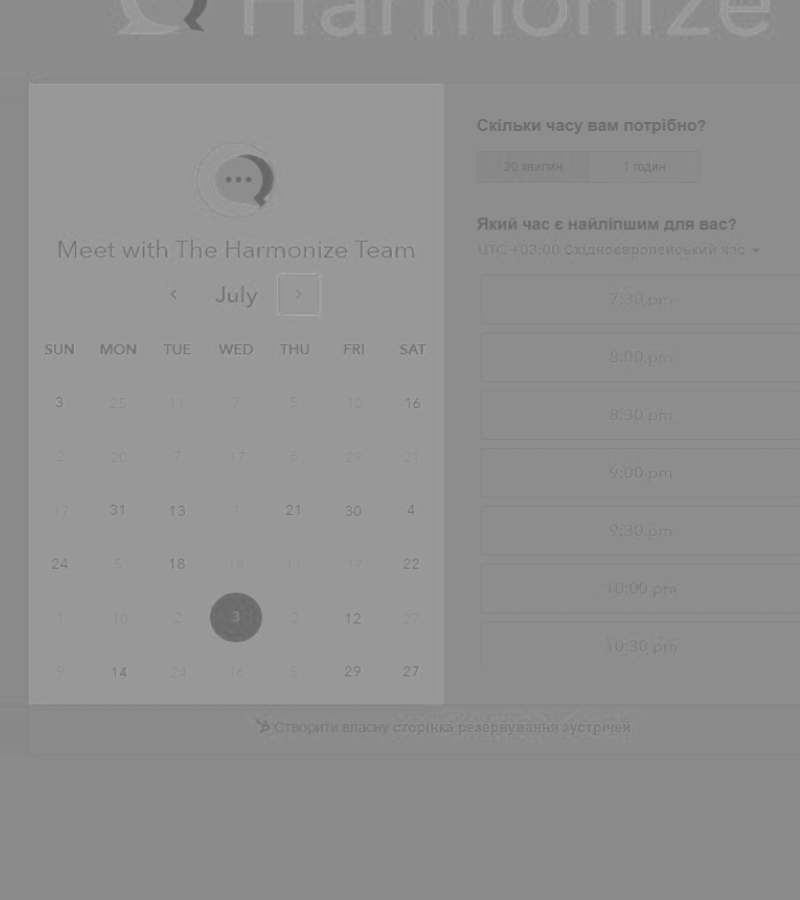 Harmonize
Meet with The Harmonize Team
July
SUN MON TUE WED THU FRI SAT
3 25 11 7 5 10 16
2 20 7 17 6 29 21
17 31 13 1 21 30 4
24 5 18 14 11 17 22
1 10 2 3 2 12 27
9 14 24 16 5 29 27
Скільки часу вам потрібно?
30 хвилин 1 годин
Який час є найліпшим для вас?
UTC +03:00 Східноєвропейський час
7:30 pm
8:00 pm
8:30 pm
9:00 pm
9:30 pm
10:00 pm
10:30 pm
Створити власну сторінка резервування зустрічей